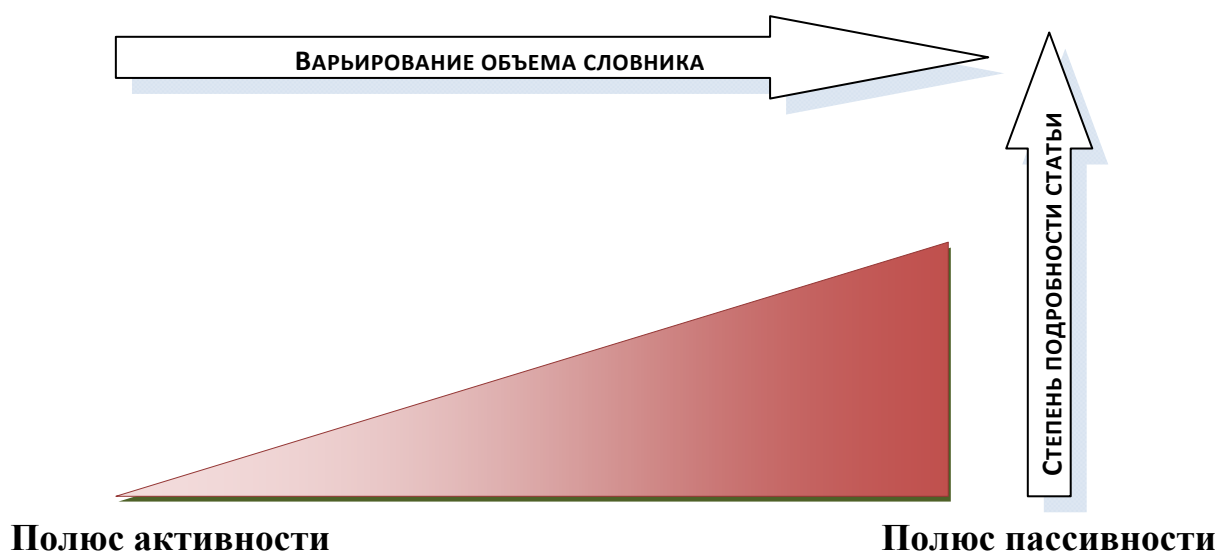 ВАРЬИРОВАНИЕ ОБЪЕМА СЛОВНИКА
СТЕПЕНЬ ПОДРОБНОСТИ СТАТЬИ
Полюс активности
Полюс пассивности